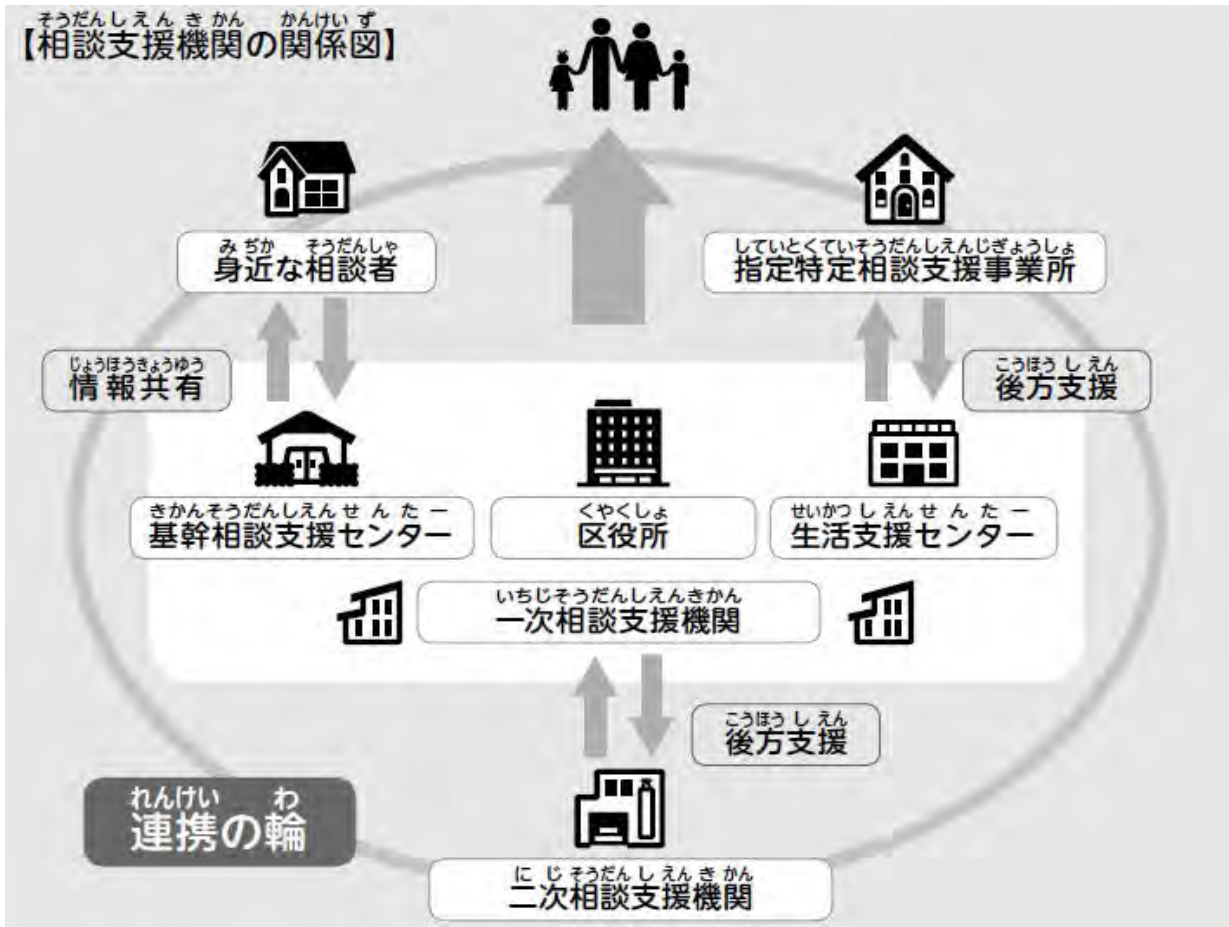 そうだんしえんきかん かんけいず
【相談支援機関の関係図】
みぢか そうだんしゃ
身近な相談者
していとくていそうだんしえんじぎょうしょ
指定特定相談支援事業所
じょうほうきょうゆう
情報共有
こうほうしえん
後方支援
きかんそうだんしえんせんたー
基幹相談支援センター
くやくしょ
区役所
せいかつしえんせんたー
生活支援センター
いちじそうだんしえんきかん
一次相談支援機関
こうほうしえん
後方支援
れんけい わ
連携の輪
にじそうだんしえんきかん
二次相談支援機関